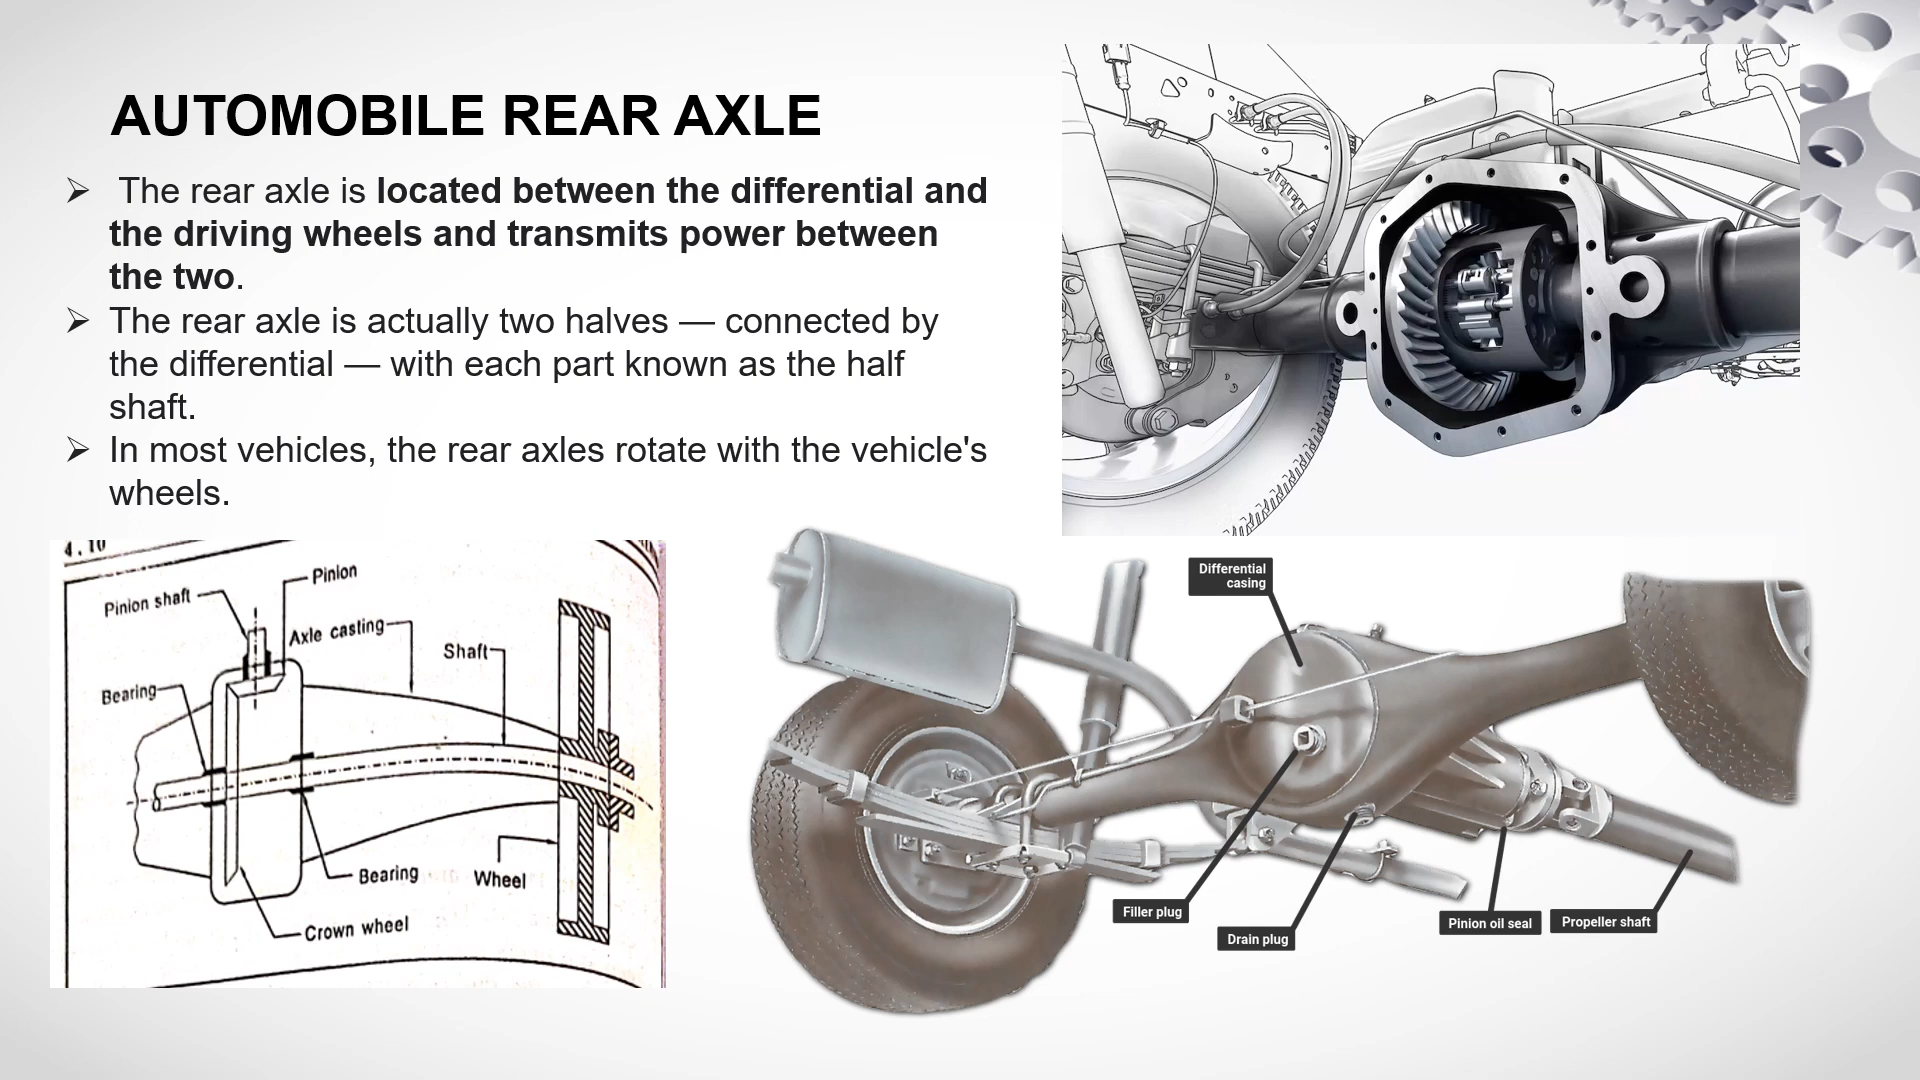 AUTOMOBILE REAR AXLE
➢ The rear axle is located between the differential and
the driving wheels and transmits power between
the two.
➢ The rear axle is actually two halves — connected by
the differential — with each part known as the half
shaft.
➢ In most vehicles, the rear axles rotate with the vehicle's
wheels.
4.10
Pinion
Pinion shaft
Axle casting
Shaft
Bearing
Bearing
Wheel
Crown wheel
Differential
casing
Filler plug
Drain plug
Pinion oil seal
Propeller shaft